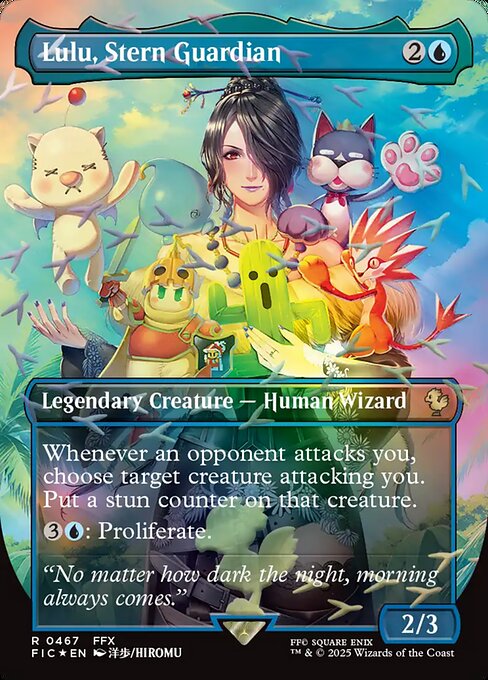 Lulu, Stern Guardian 2
Legendary Creature — Human Wizard
Whenever an opponent attacks you,
choose target creature attacking you.
Put a stun counter on that creature.
3: Proliferate.
“No matter how dark the night, morning
always comes.”
2/3
R 0467 FFX
FIC★EN 洋歩/HIROMU
FF© SQUARE ENIX
™ & © 2025 Wizards of the Coast